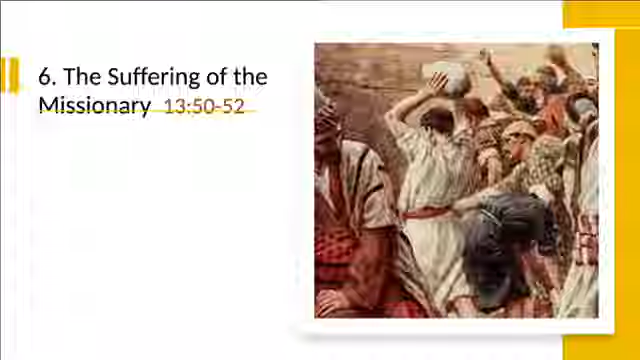 6. The Suffering of the
Missionary 13:50-52